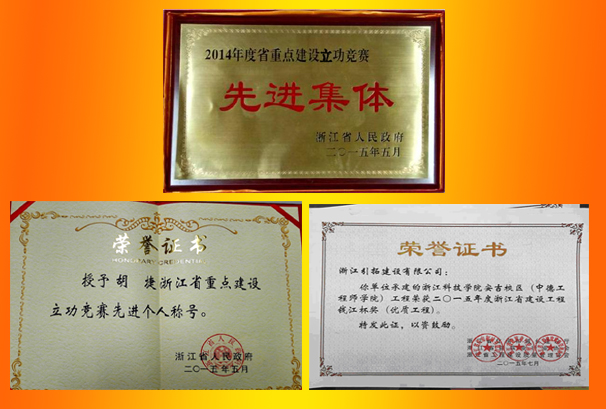 2014年度省重点建设立功竞赛
先进集体
浙江省人民政府
二〇一五年五月
荣誉证书
HONORARY CREDENTIAL
授予胡 捷浙江省重点建设
立功竞赛先进个人称号。
浙江省人民政府
二〇一五年五月
荣誉证书
浙江引拓建设有限公司：
你单位承建的浙江科技学院安吉校区（中德工
程师学院）工程荣获二〇一五年度浙江省建设工程
钱江杯奖（优质工程）。
特发此证，以资鼓励。
二〇一五年七月